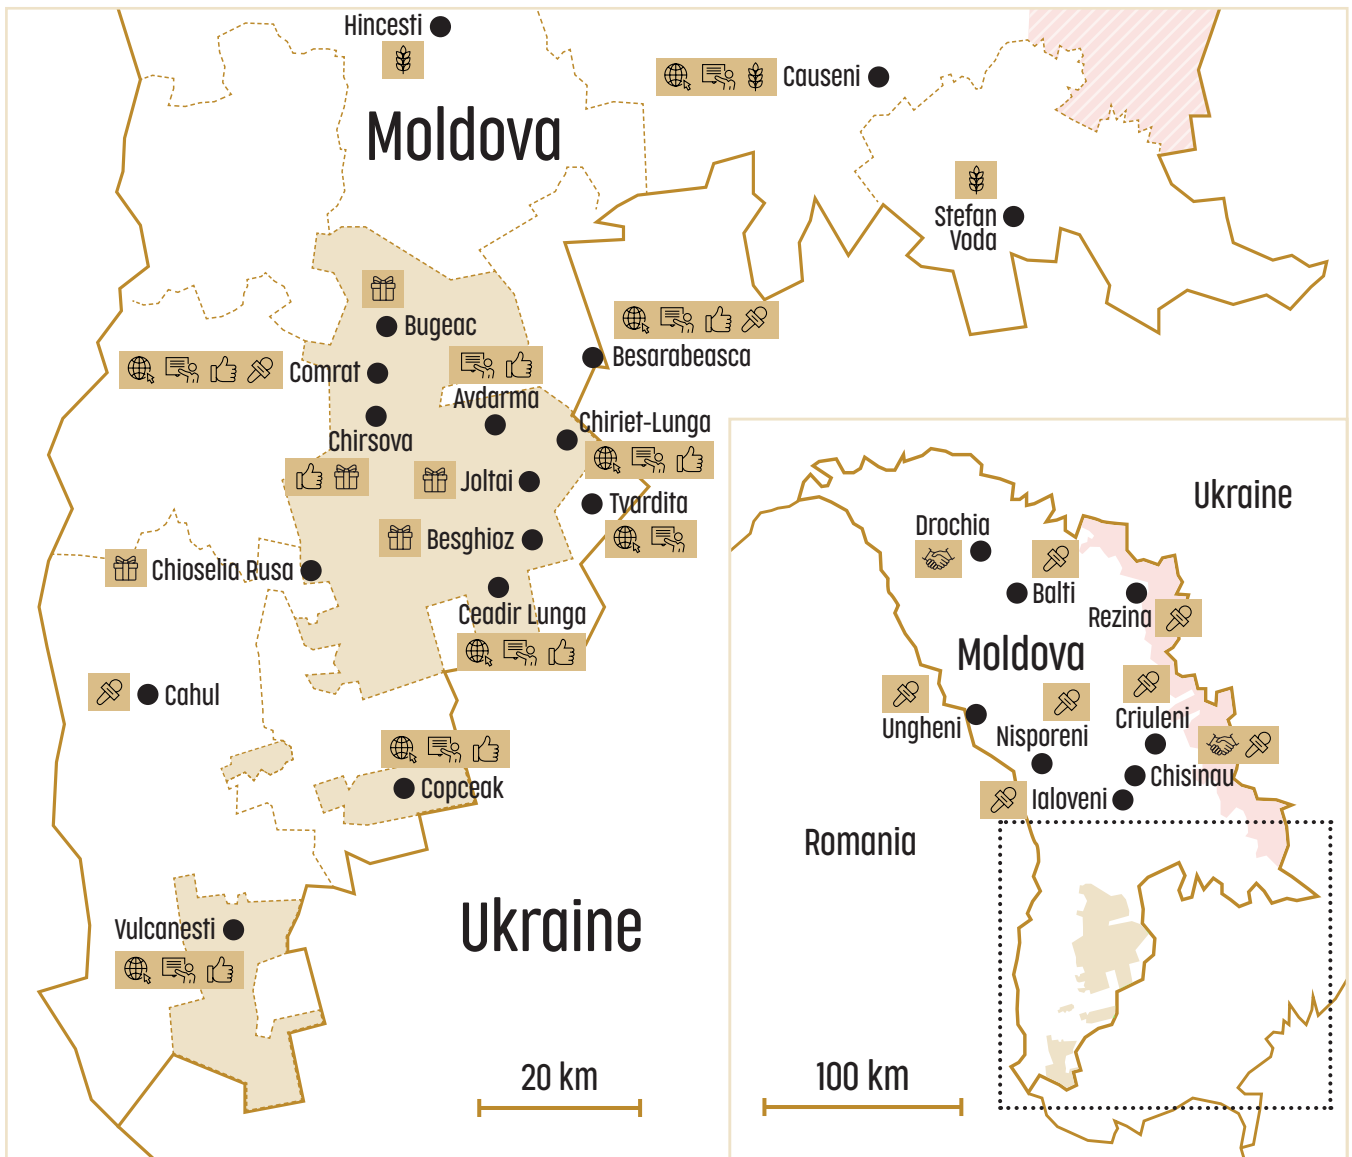 Hincesti
Causeni
Moldova
Stefan
Voda
Bugeac
Besarabeasca
Comrat
Avdarma
Chirsova
Chiriet-Lunga
Joltai
Tvardita
Besghioz
Chioselia Rusa
Ceadir Lunga
Cahul
Copceak
Vulcanesti
Ukraine
20 km
Ukraine
Drochia
Balti
Rezina
Moldova
Criuleni
Ungheni
Nisporeni
Chisinau
Ialoveni
Romania
100 km